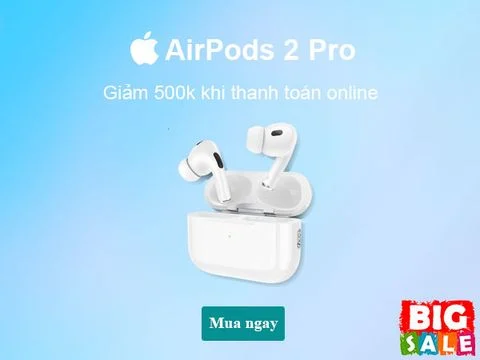 AirPods 2 Pro
Giảm 500k khi thanh toán online
Mua ngay
BIG
SALE